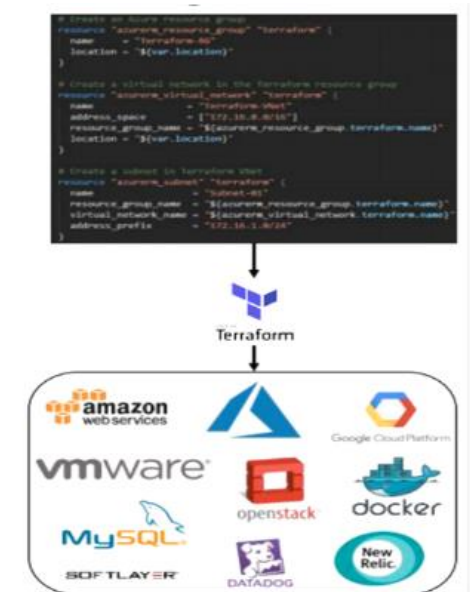 # Create an Azure resource group
resource "azurerm_resource_group" "terraform" {
name = "Terraform-RG"
location = "${var.location}"
}
# Create a virtual network in the Terraform resource group
resource "azurerm_virtual_network" "terraform" {
name = "Terraform-VNet"
address_space = ["172.16.0.0/16"]
resource_group_name = "${azurerm_resource_group.terraform.name}"
location = "${var.location}"
}
# Create a subnet in Terraform VNet
resource "azurerm_subnet" "terraform" {
name = "Subnet-01"
resource_group_name = "${azurerm_resource_group.terraform.name}"
virtual_network_name = "${azurerm_virtual_network.terraform.name}"
address_prefix = "172.16.1.0/24"
}
Terraform
amazon
web services
Google Cloud Platform
vmware
openstack
docker
MySQL
SOFTLAYER
DATADOG
New
Relic.